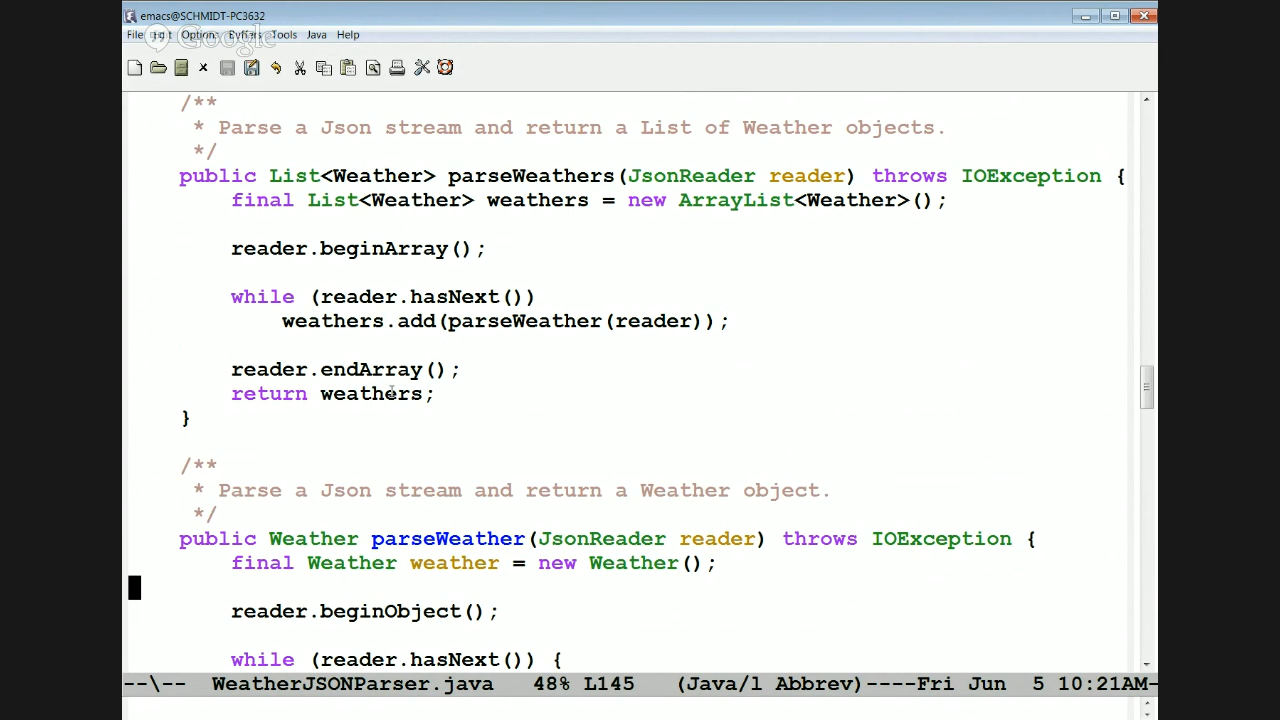 emacs@SCHMIDT-PC3632
File Edit Options Buffers Tools Java Help
Google
/**
* Parse a Json stream and return a List of Weather objects.
*/
public List<Weather> parseWeathers(JsonReader reader) throws IOException {
final List<Weather> weathers = new ArrayList<Weather>();
reader.beginArray();
while (reader.hasNext())
weathers.add(parseWeather(reader));
reader.endArray();
return weathers;
}
/**
* Parse a Json stream and return a Weather object.
*/
public Weather parseWeather(JsonReader reader) throws IOException {
final Weather weather = new Weather();
reader.beginObject();
while (reader.hasNext()) {
--\-- WeatherJSONParser.java 48% L145 (Java/l Abbrev)----Fri Jun 5 10:21AM-